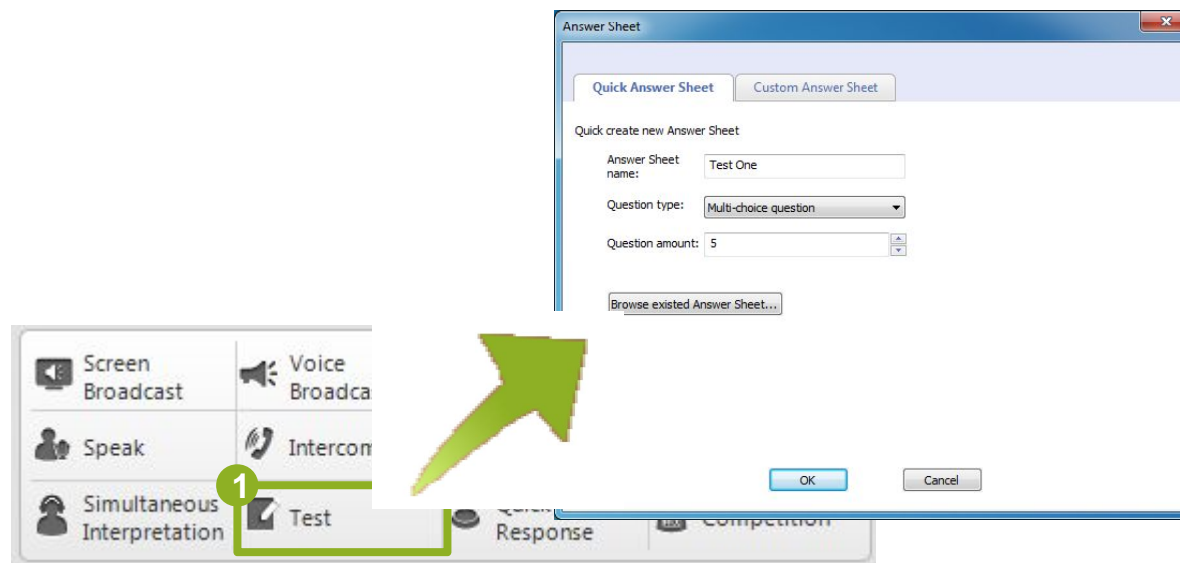 Answer Sheet
Quick Answer Sheet
Custom Answer Sheet
Quick create new Answer Sheet
Answer Sheet
name:
Test One
Question type:
Multi-choice question
Question amount:
5
Browse existed Answer Sheet...
OK
Cancel
Screen
Broadcast
Voice
Speak
Intercom
1
Simultaneous
Interpretation
Test
Response
Competition